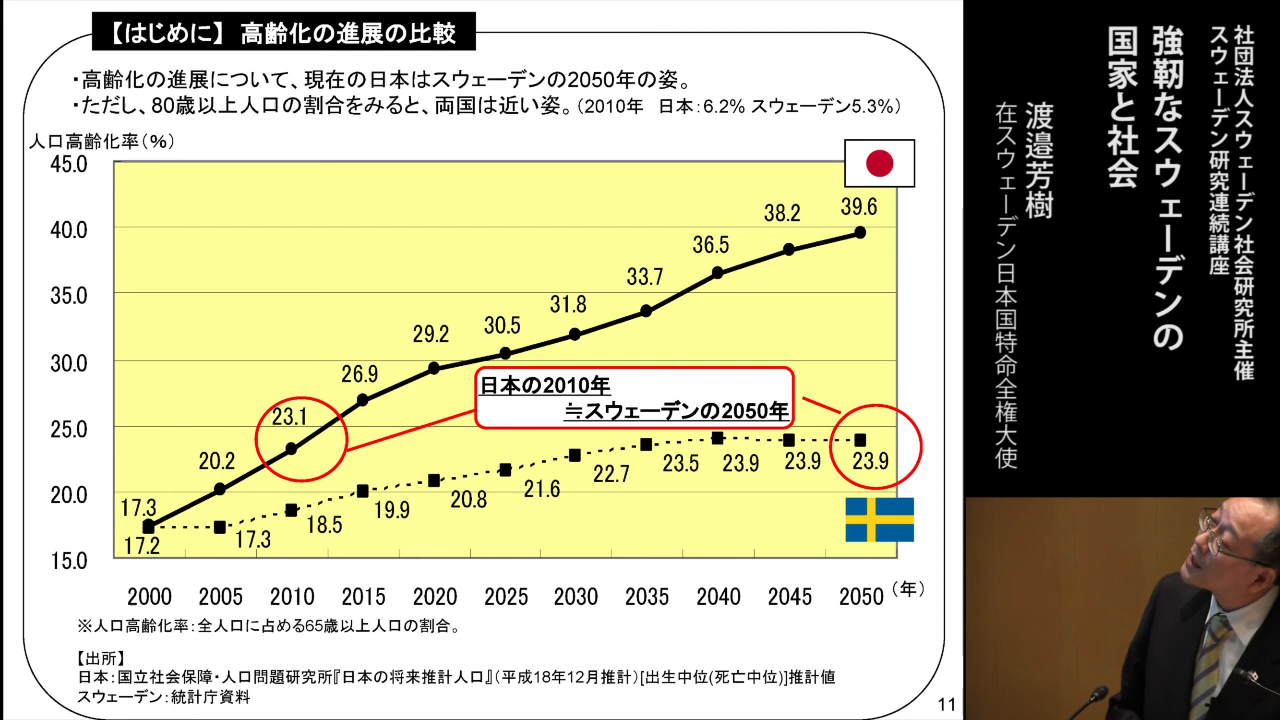 【はじめに】 高齢化の進展の比較
・高齢化の進展について、現在の日本はスウェーデンの2050年の姿。
・ただし、80歳以上人口の割合をみると、両国は近い姿。（2010年　日本：6.2% スウェーデン5.3%）
人口高齢化率（%）
45.0
40.0
35.0
30.0
25.0
20.0
15.0
17.3
20.2
23.1
26.9
29.2
30.5
31.8
33.7
36.5
38.2
39.6
日本の2010年
≒スウェーデンの2050年
17.2
17.3
18.5
19.9
20.8
21.6
22.7
23.5
23.9
23.9
23.9
2000 2005 2010 2015 2020 2025 2030 2035 2040 2045 2050 （年）
※人口高齢化率：全人口に占める65歳以上人口の割合。
【出所】
日本：国立社会保障・人口問題研究所『日本の将来推計人口』（平成18年12月推計）[出生中位(死亡中位)]推計値
スウェーデン：統計庁資料
11
社団法人スウェーデン社会研究所主催
スウェーデン研究連続講座
強靭なスウェーデンの
国家と社会
渡邉芳樹
在スウェーデン日本国特命全権大使